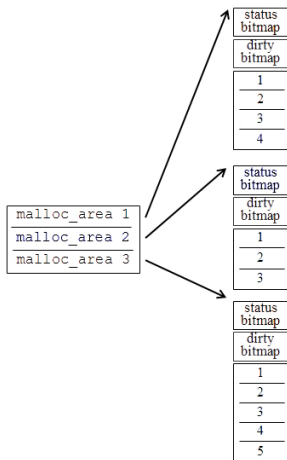 status
bitmap
dirty
bitmap
1
2
3
4
malloc_area 1
malloc_area 2
malloc_area 3
status
bitmap
dirty
bitmap
1
2
3
status
bitmap
dirty
bitmap
1
2
3
4
5